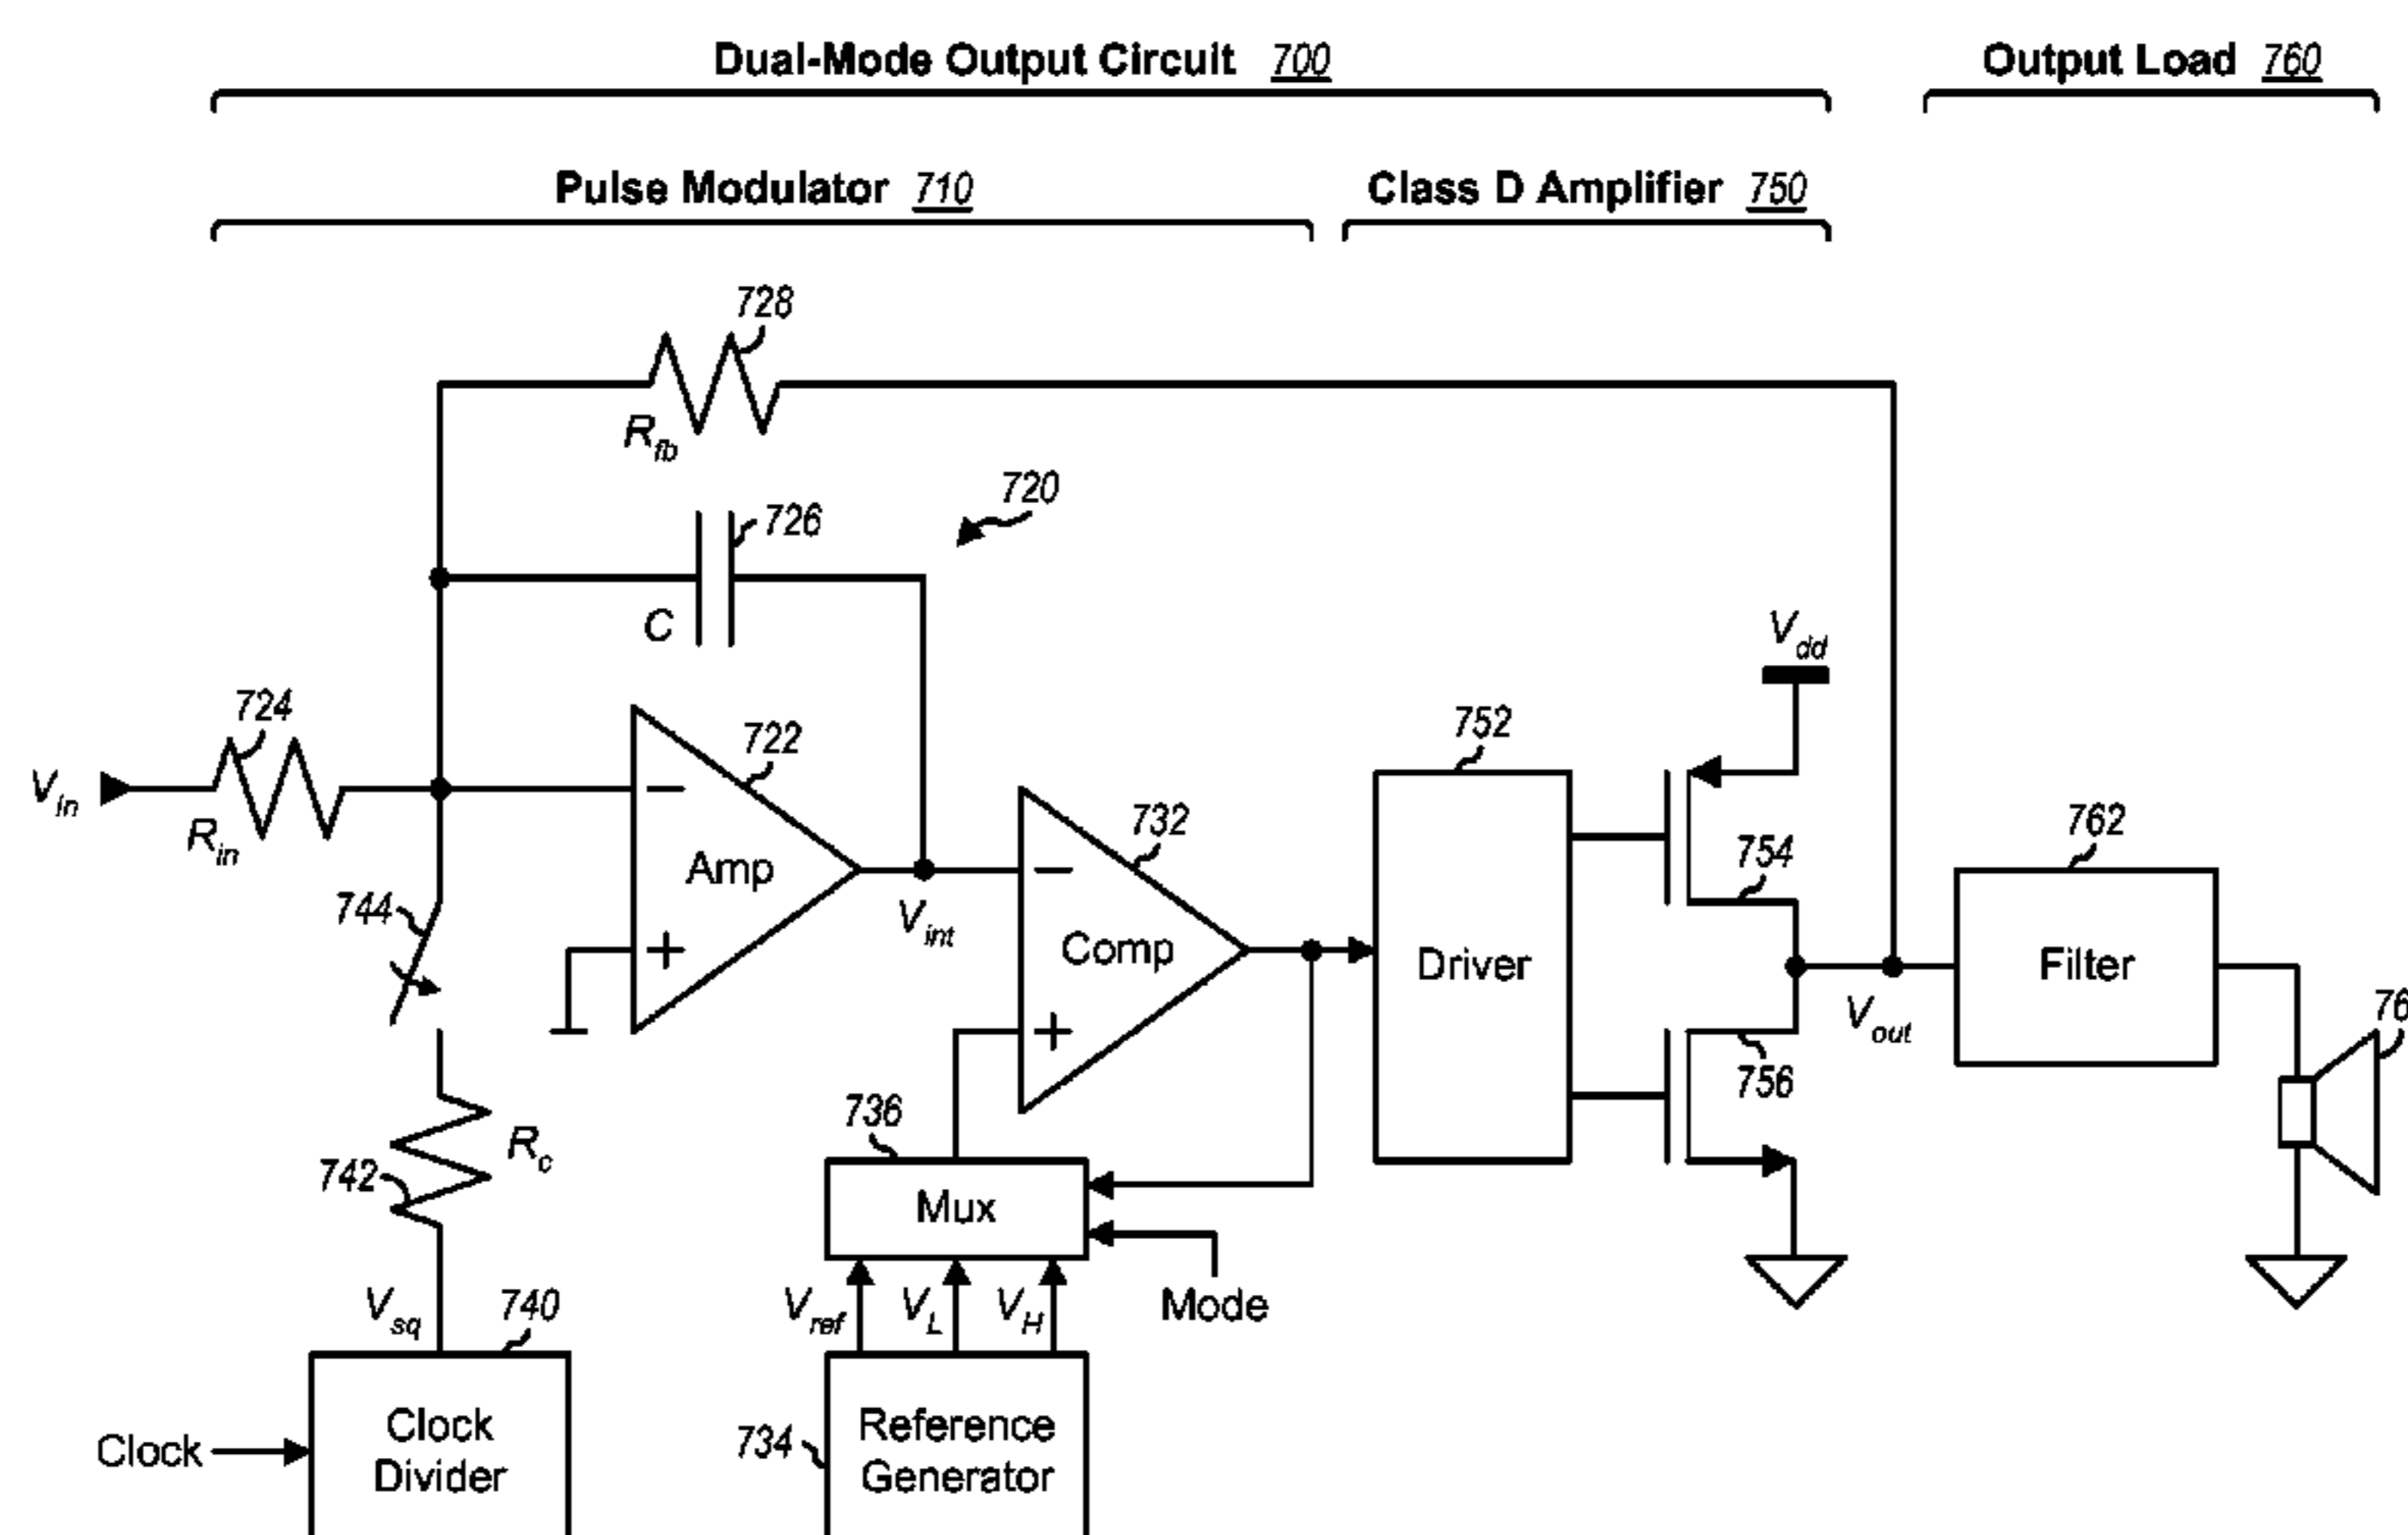 Dual-Mode Output Circuit 700
Output Load 760
Pulse Modulator 710
Class D Amplifier 750
728
Rfb
720
726
C
Vdd
724
722
752
Vin
Rin
732
762
Amp
754
744
Vint
Comp
Driver
Filter
Vout
76
736
756
Rc
742
Mux
Vsq
740
Vref
VL
VH
Mode
Clock
Clock
Divider
734
Reference
Generator